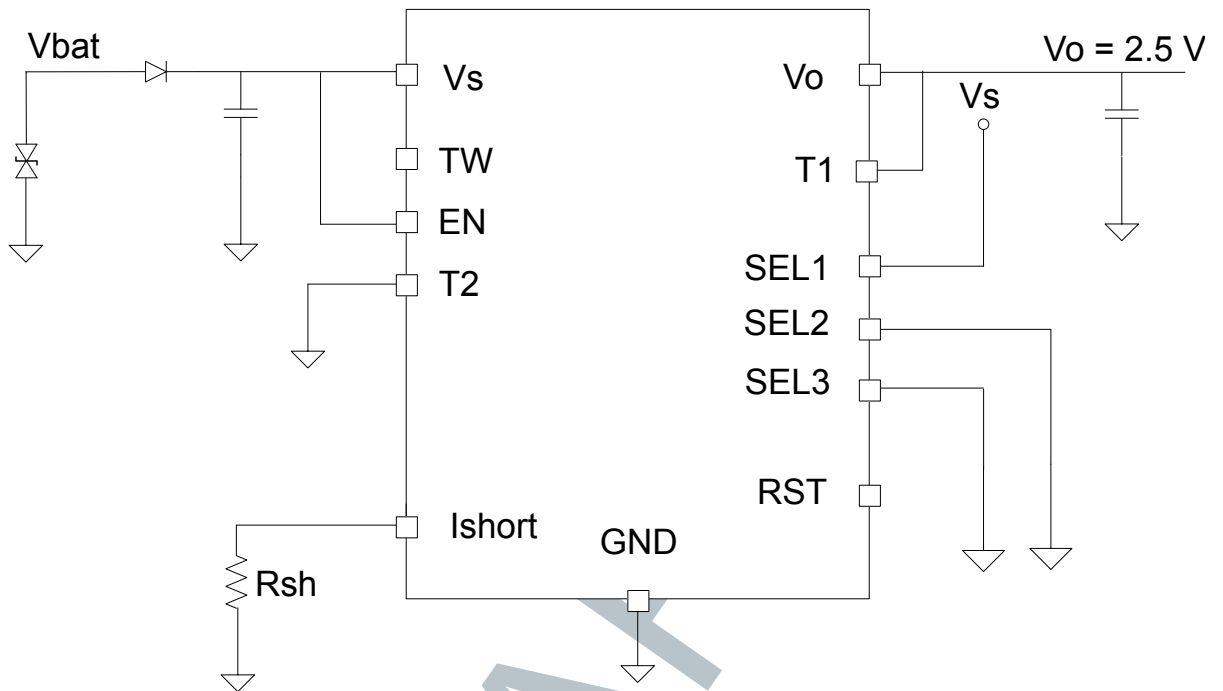 Vbat
Vo = 2.5 V
Vs
Vo
Vs
TW
T1
EN
SEL1
T2
SEL2
SEL3
RST
Ishort
GND
Rsh